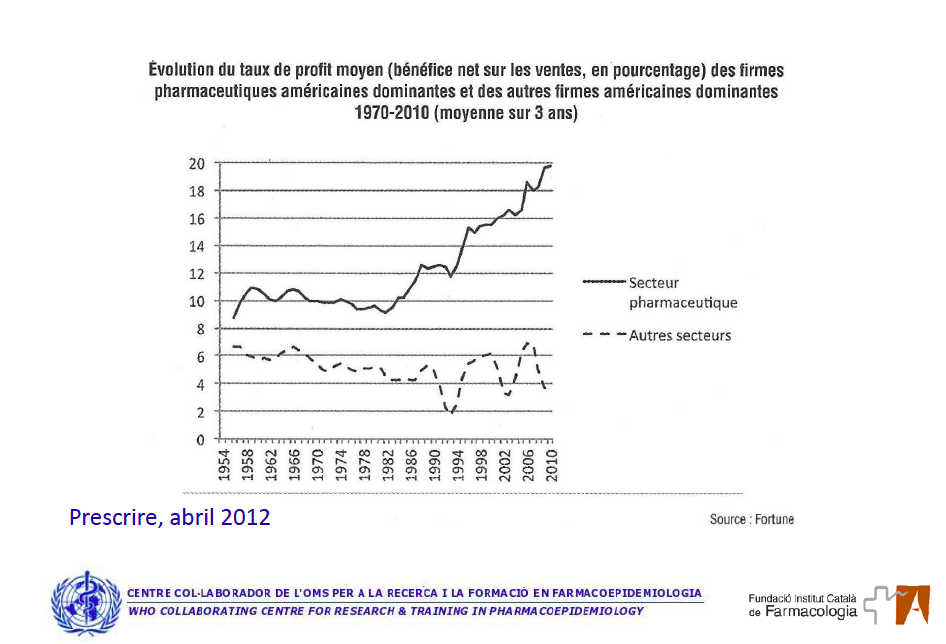 Évolution du taux de profit moyen (bénéfice net sur les ventes, en pourcentage) des firmes
pharmaceutiques américaines dominantes et des autres firmes américaines dominantes
1970-2010 (moyenne sur 3 ans)
20
18
16
14
12
10
8
6
4
2
0
1954
1958
1962
1966
1970
1974
1978
1982
1986
1990
1994
1998
2002
2006
2010
Secteur
pharmaceutique
Autres secteurs
Prescrire, abril 2012
Source : Fortune
CENTRE COL·LABORADOR DE L'OMS PER A LA RECERCA I LA FORMACIÓ EN FARMACOEPIDEMIOLOGIA
WHO COLLABORATING CENTRE FOR RESEARCH & TRAINING IN PHARMACOEPIDEMIOLOGY
Fundació Institut Català
de Farmacologia